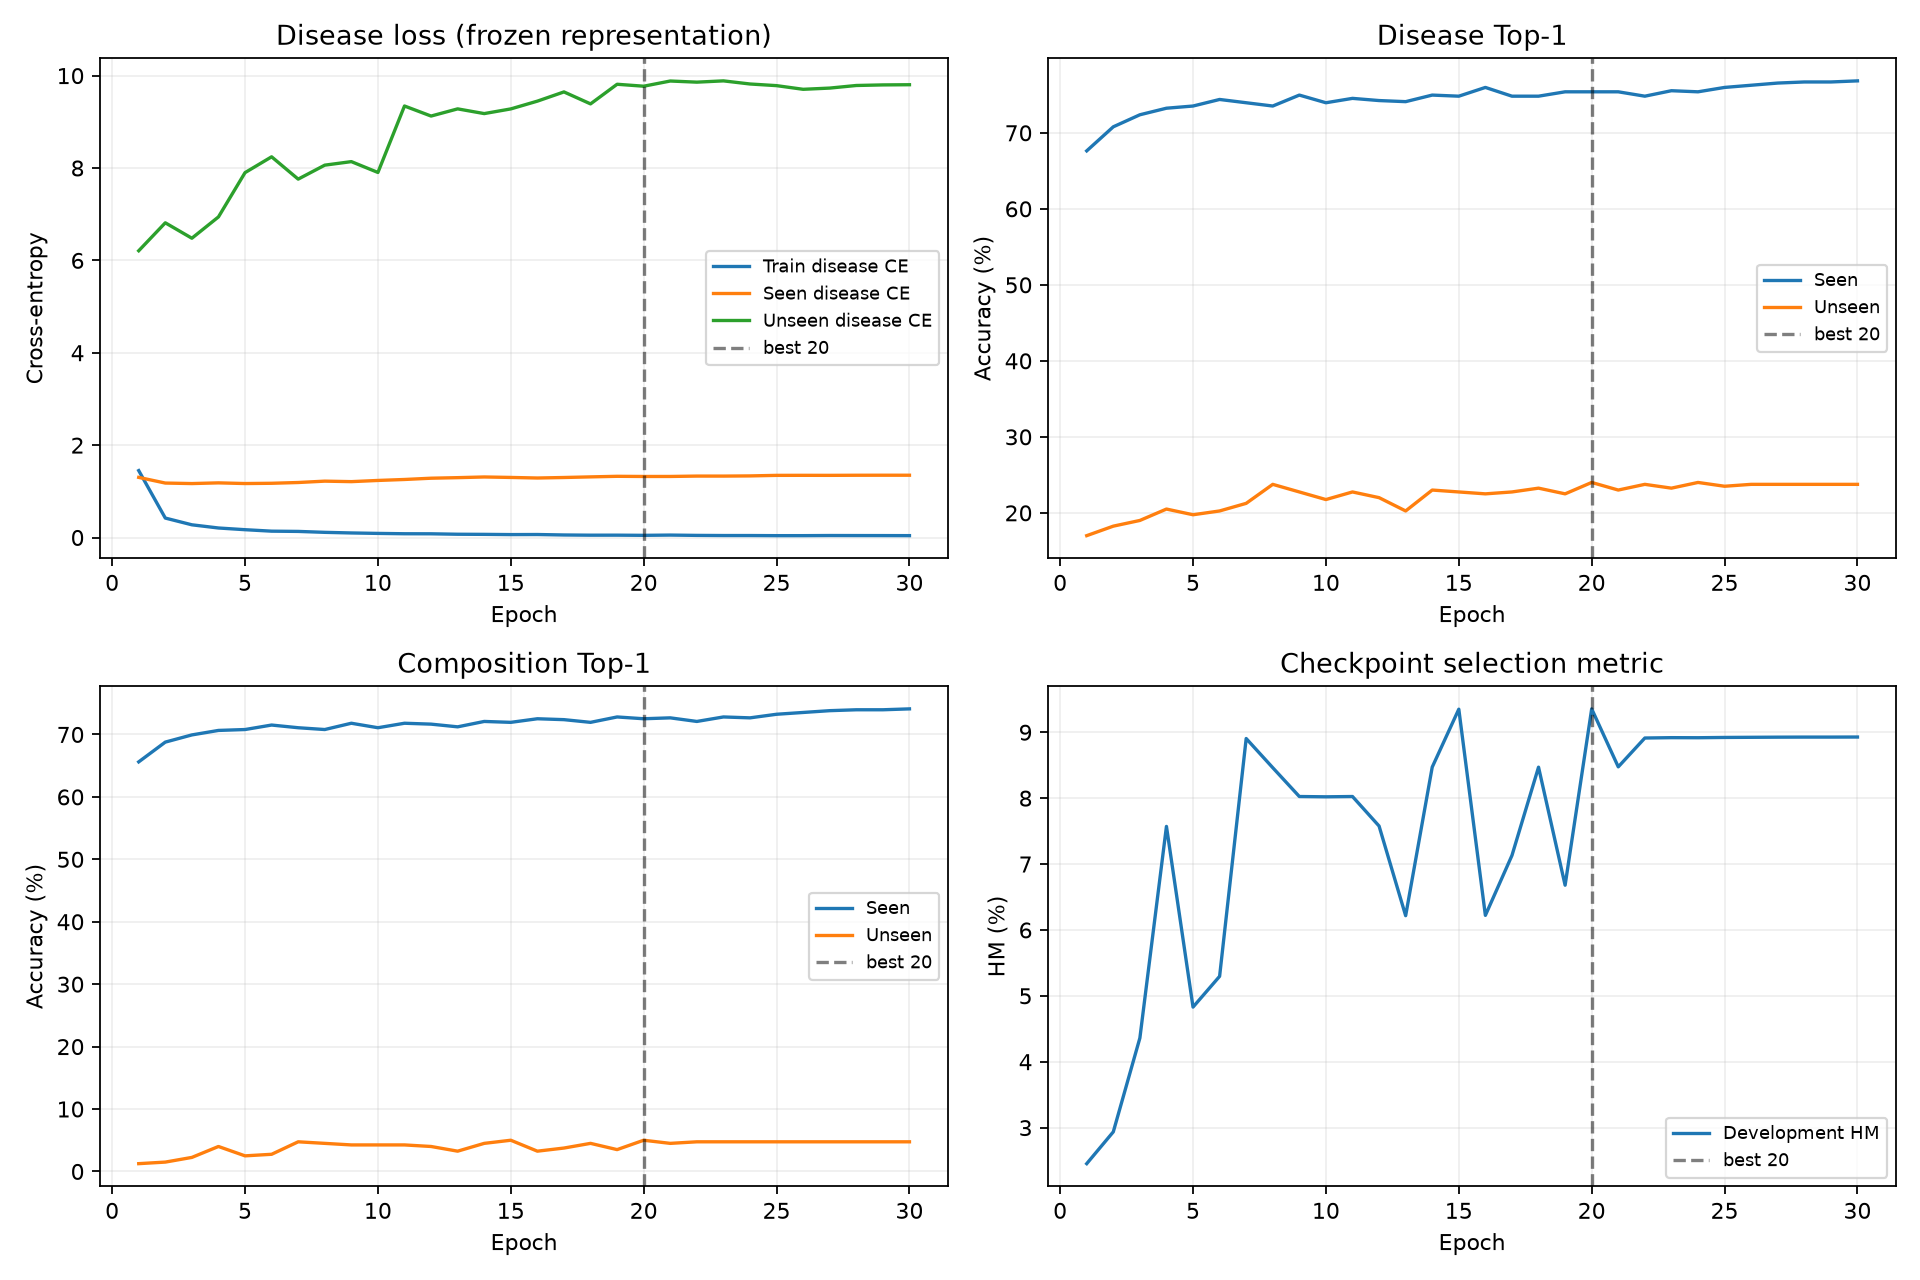 Disease loss (frozen representation)
Cross-entropy
10
8
6
4
2
0
Train disease CE
Seen disease CE
Unseen disease CE
best 20
0 5 10 15 20 25 30
Epoch
Disease Top-1
Accuracy (%)
70
60
50
40
30
20
Seen
Unseen
best 20
0 5 10 15 20 25 30
Epoch
Composition Top-1
Accuracy (%)
70
60
50
40
30
20
10
0
Seen
Unseen
best 20
0 5 10 15 20 25 30
Epoch
Checkpoint selection metric
HM (%)
9
8
7
6
5
4
3
Development HM
best 20
0 5 10 15 20 25 30
Epoch